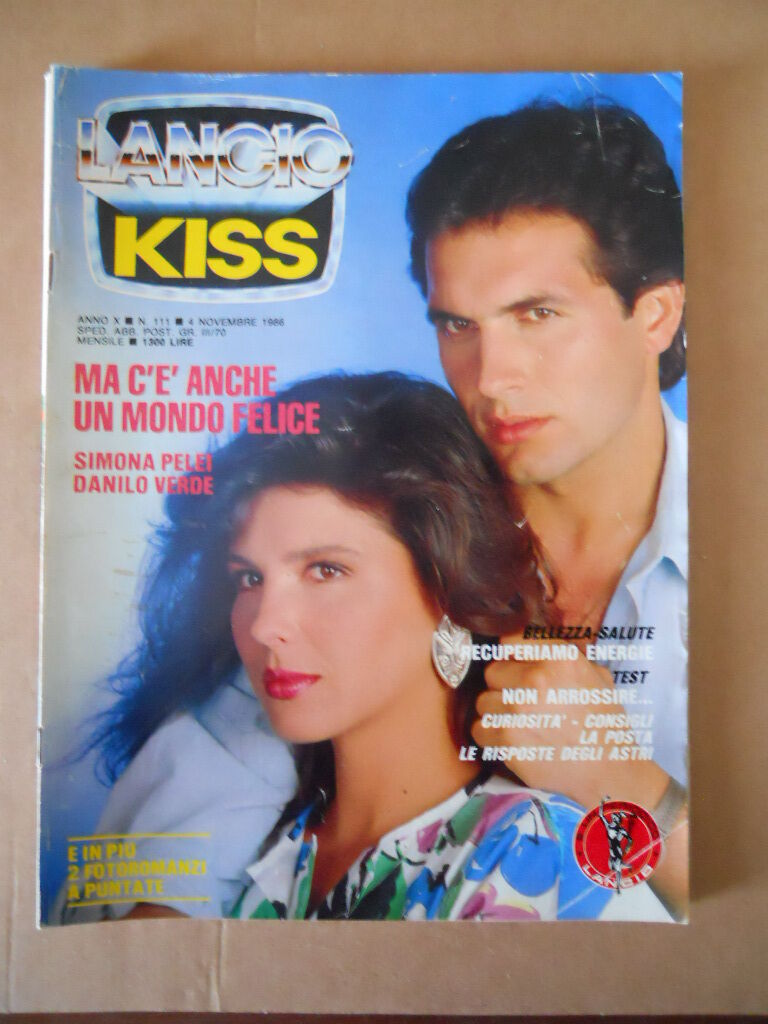 LANCIO
KISS
ANNO X ■ N. 111 ■ 4 NOVEMBRE 1986
SPED. ABB. POST. GR. III/70
MENSILE ■ 1300 LIRE
MA C'E' ANCHE
UN MONDO FELICE
SIMONA PELEI
DANILO VERDE
BELLEZZA-SALUTE
RECUPERIAMO ENERGIE
TEST
NON ARROSSIRE...
CURIOSITA' - CONSIGLI
LA POSTA
LE RISPOSTE DEGLI ASTRI
E IN PIÙ
2 FOTOROMANZI
A PUNTATE
LANCIO